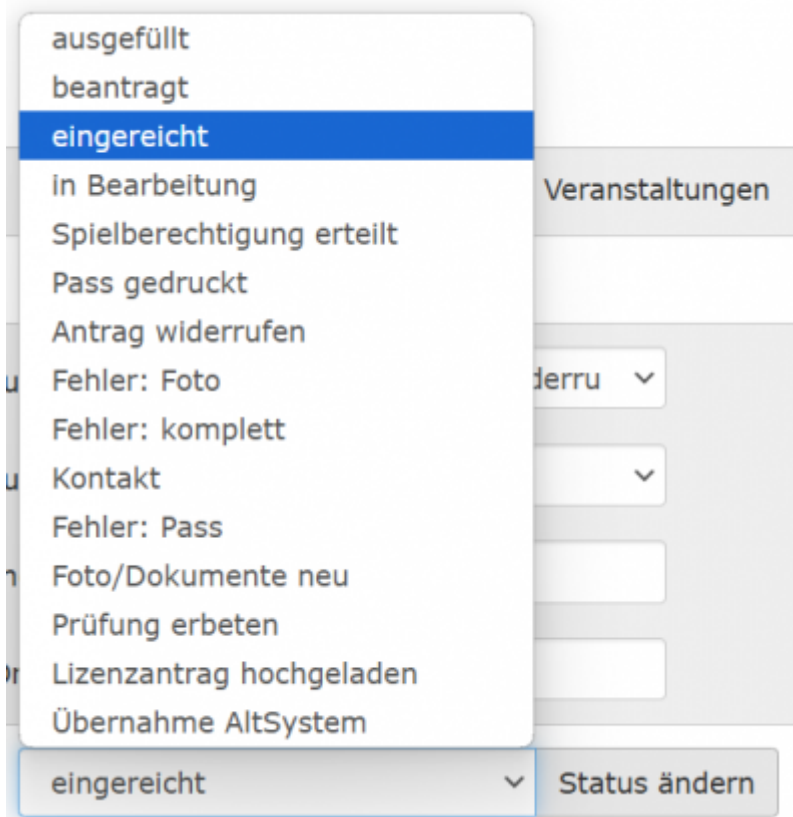 ausgefüllt
beantragt
eingereicht
in Bearbeitung
Veranstaltungen
Spielberechtigung erteilt
Pass gedruckt
Antrag widerrufen
Fehler: Foto
Fehler: komplett
Kontakt
Fehler: Pass
Foto/Dokumente neu
Prüfung erbeten
Lizenzantrag hochgeladen
Übernahme AltSystem
eingereicht
Status ändern